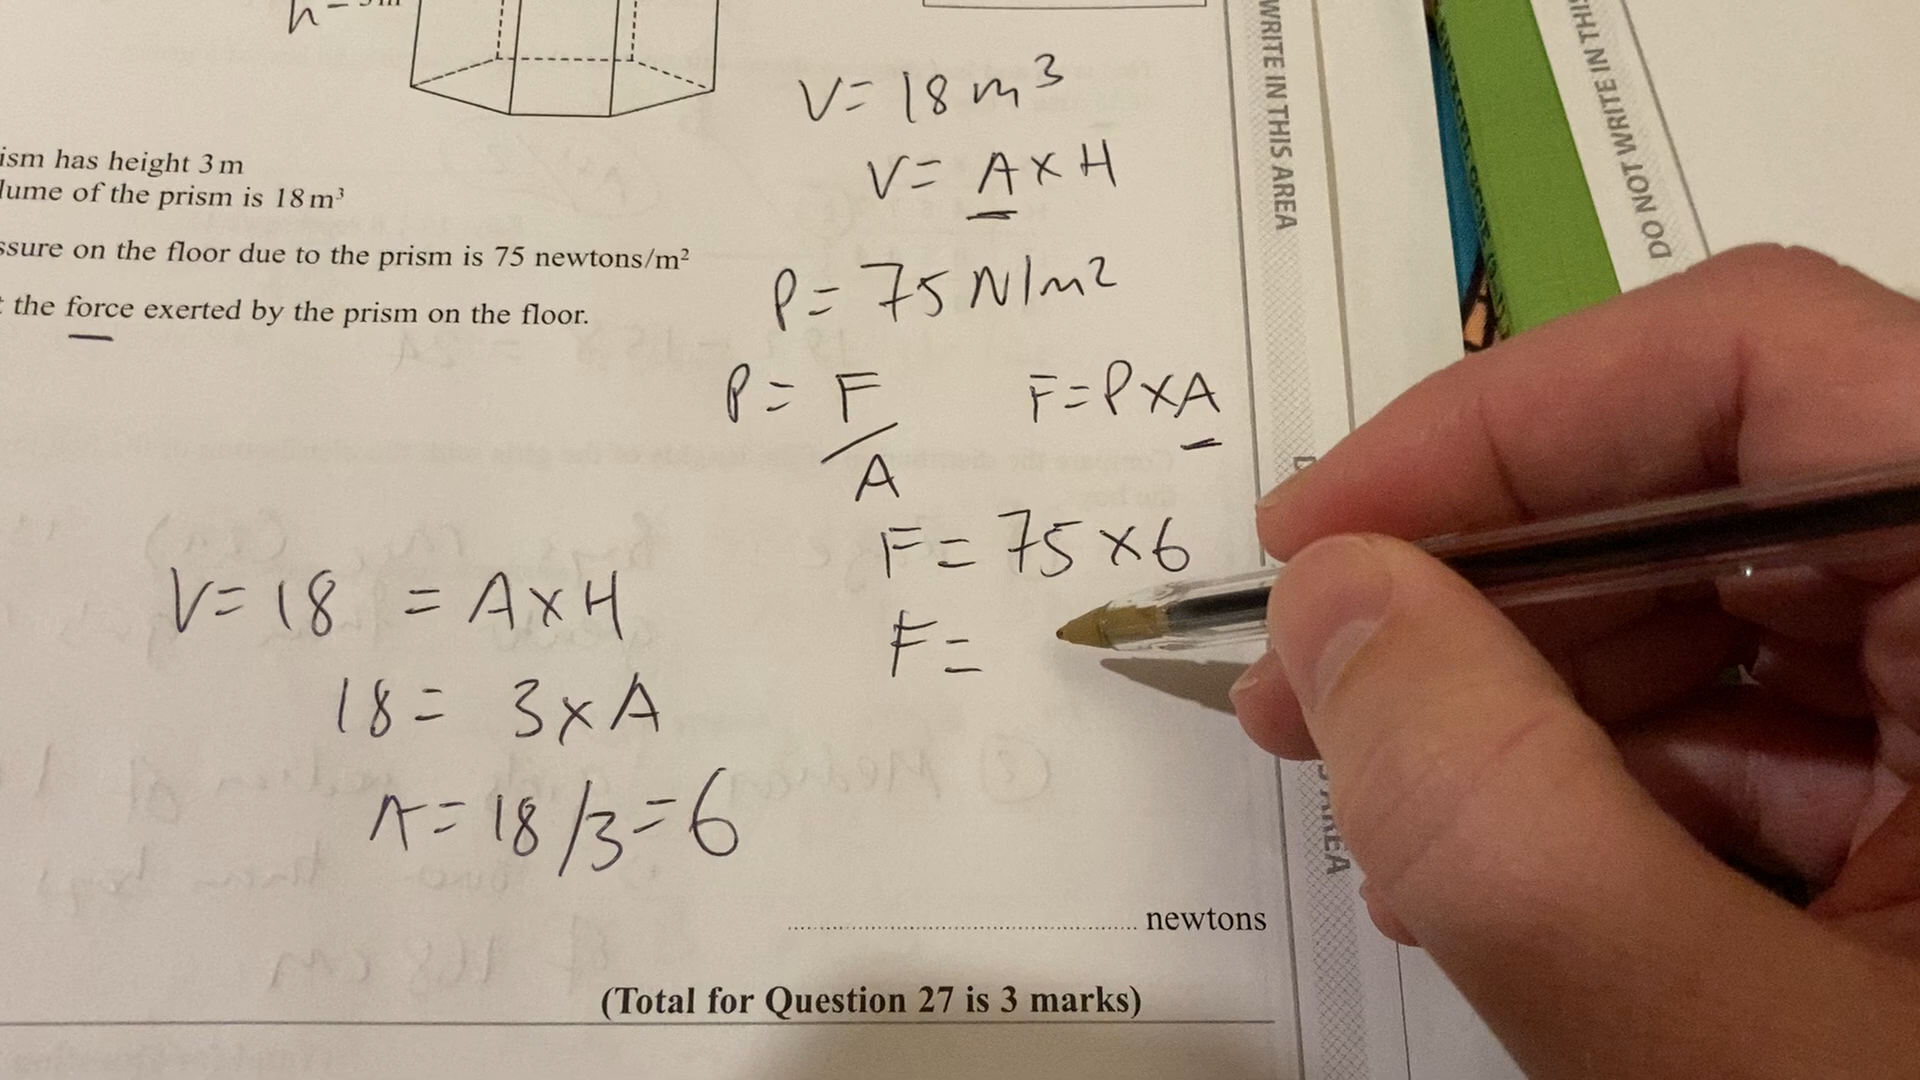 h = 3m
V = 18 m³
V = A x H
ism has height 3 m
lume of the prism is 18 m³
ssure on the floor due to the prism is 75 newtons/m²
the force exerted by the prism on the floor.
P = 75 N/m²
P = F/A
F = P x A
F = 75 x 6
F =
V = 18 = A x H
18 = 3 x A
A = 18 / 3 = 6
newtons
(Total for Question 27 is 3 marks)
WRITE IN THIS AREA
DO NOT WRITE IN THIS
AREA